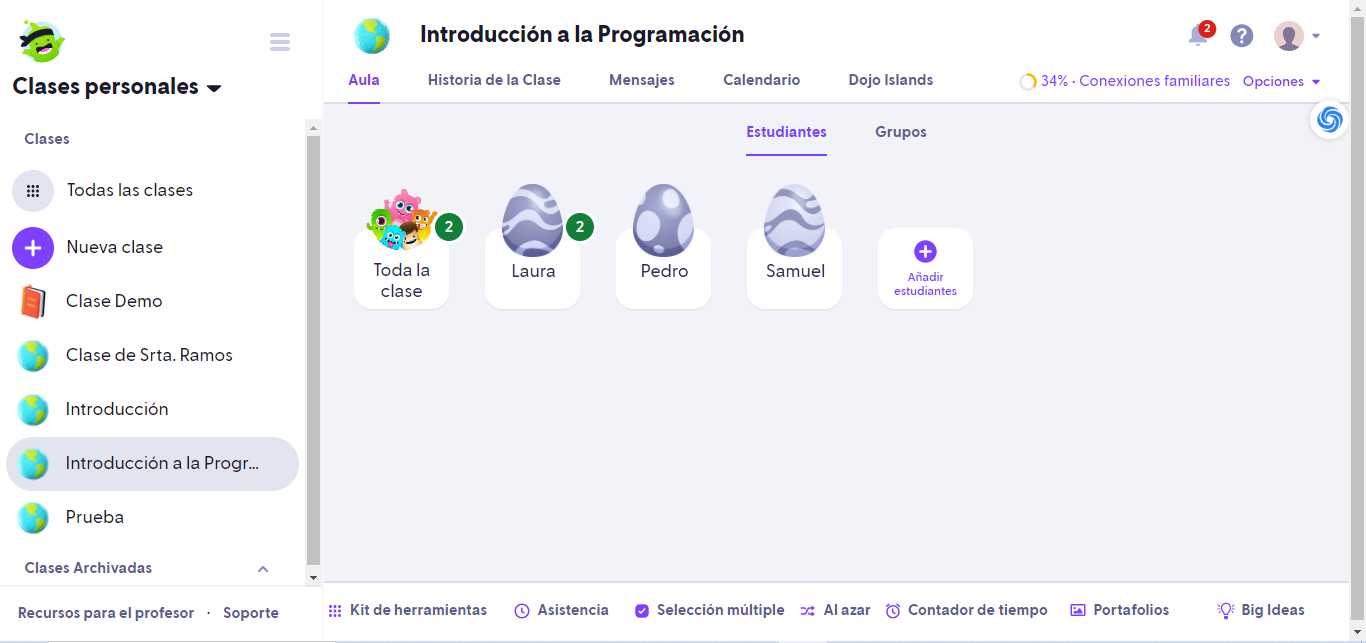 Clases personales
Clases
Todas las clases
Nueva clase
Clase Demo
Clase de Srta. Ramos
Introducción
Introducción a la Progr...
Prueba
Clases Archivadas
Recursos para el profesor · Soporte
Introducción a la Programación
2
Aula Historia de la Clase Mensajes Calendario Dojo Islands
34% · Conexiones familiares Opciones
Estudiantes Grupos
2
Toda la
clase
2
Laura
Pedro
Samuel
Añadir
estudiantes
Kit de herramientas Asistencia Selección múltiple Al azar Contador de tiempo Portafolios Big Ideas